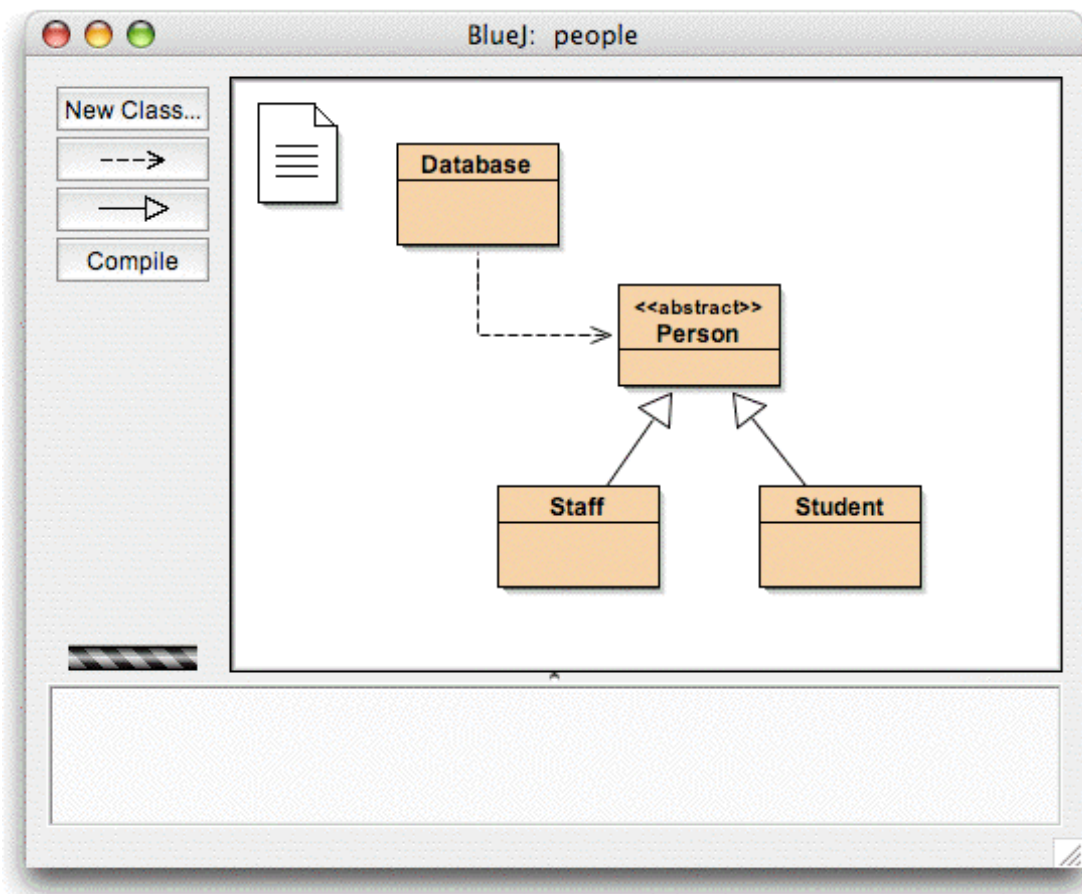 BlueJ: people
New Class...
Compile
Database
<<abstract>>
Person
Staff
Student